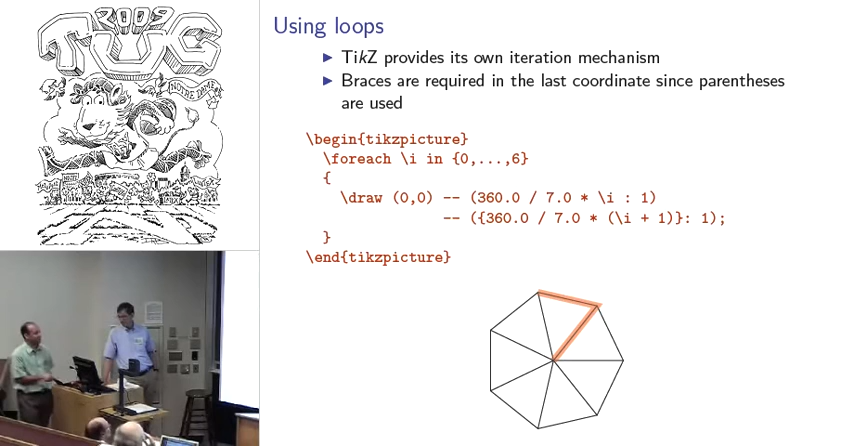 2009
TUG
NOTRE DAME
Using loops
▶ TikZ provides its own iteration mechanism
▶ Braces are required in the last coordinate since parentheses
are used
\begin{tikzpicture}
\foreach \i in {0,...,6}
{
\draw (0,0) -- (360.0 / 7.0 * \i : 1)
-- ({360.0 / 7.0 * (\i + 1)}: 1);
}
\end{tikzpicture}